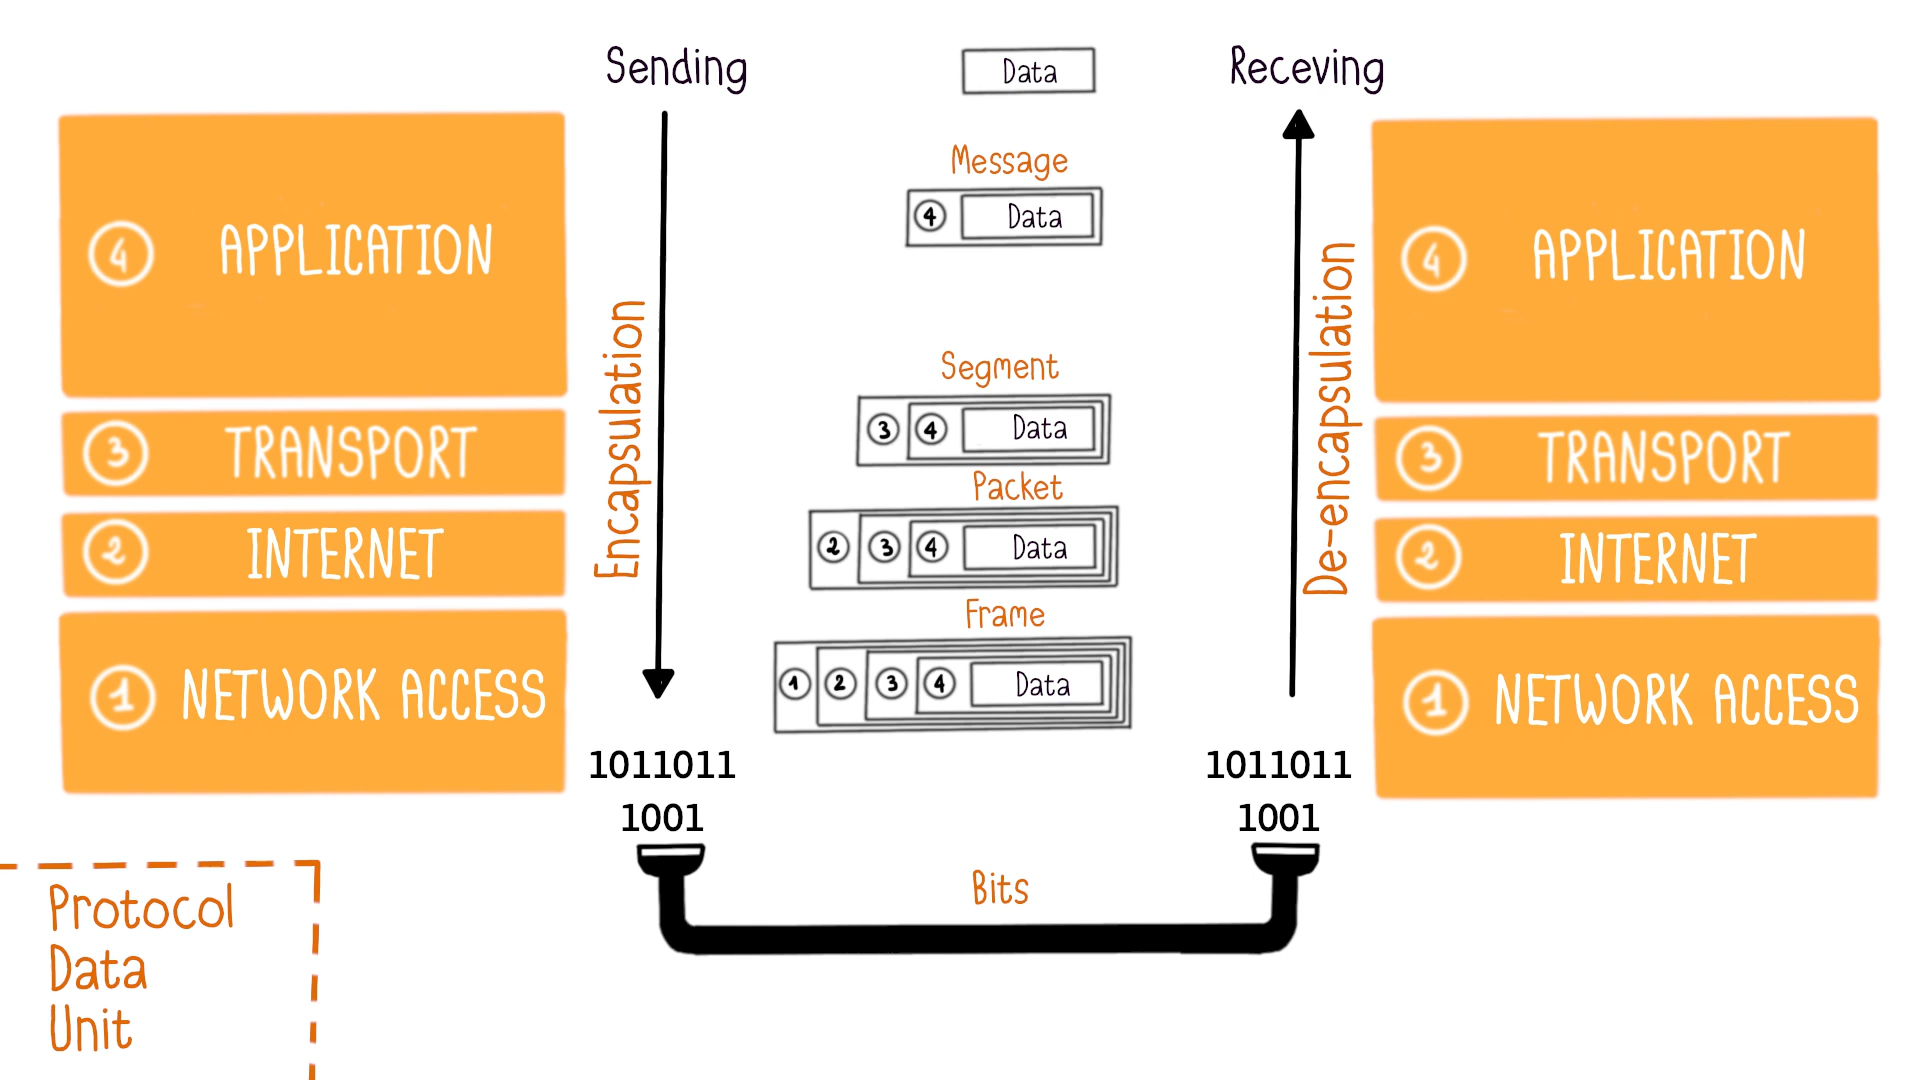 Sending
Data
Receving
Message
4 Data
4 APPLICATION
4 APPLICATION
Encapsulation
De-encapsulation
Segment
3 4 Data
3 TRANSPORT
3 TRANSPORT
Packet
2 3 4 Data
2 INTERNET
2 INTERNET
Frame
1 2 3 4 Data
1 NETWORK ACCESS
1 NETWORK ACCESS
1011011
1001
1011011
1001
Bits
Protocol
Data
Unit